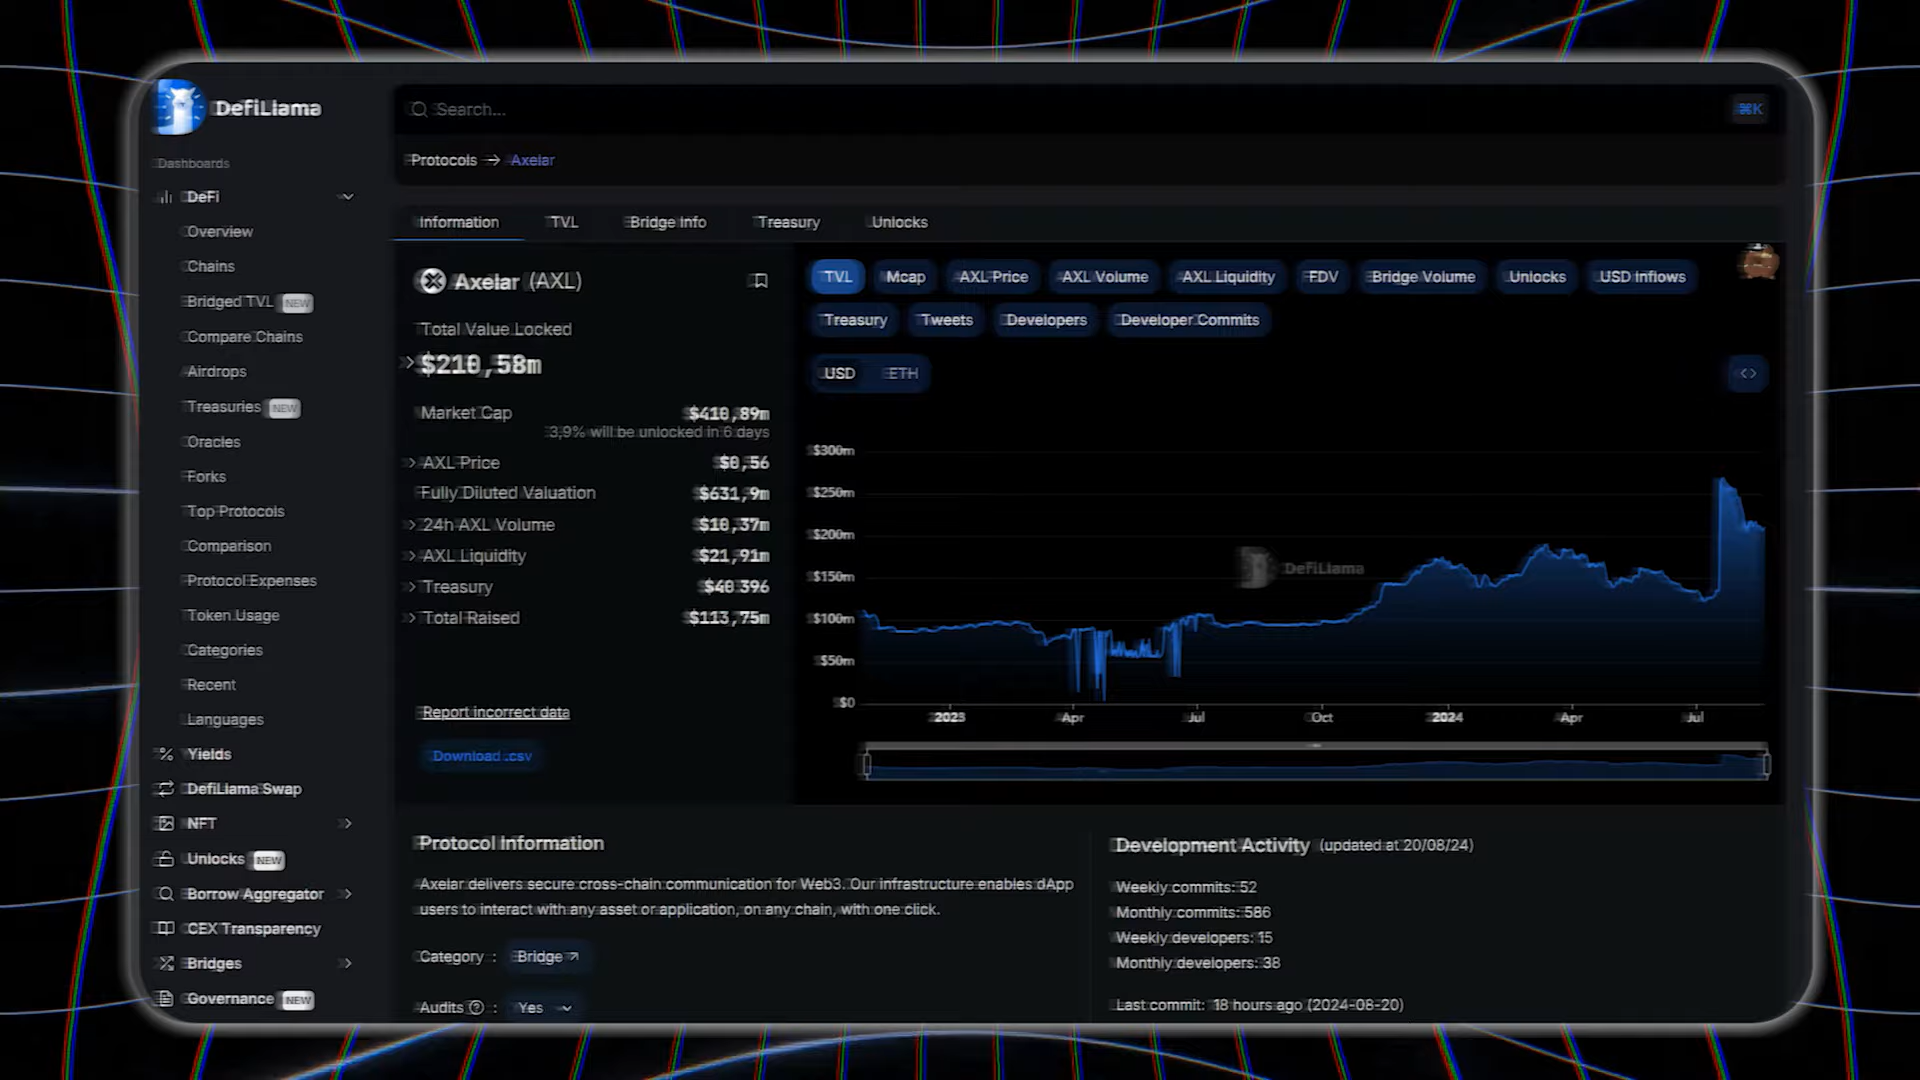 DefiLlama
Search...
⌘K
Protocols → Axelar
Dashboards
DeFi
Overview
Chains
Bridged TVL NEW
Compare Chains
Airdrops
Treasuries NEW
Oracles
Forks
Top Protocols
Comparison
Protocol Expenses
Token Usage
Categories
Recent
Languages
Yields
DefiLlama Swap
NFT
Unlocks NEW
Borrow Aggregator
CEX Transparency
Bridges
Governance NEW
Information TVL Bridge Info Treasury Unlocks
Axelar (AXL)
Total Value Locked
$210,58m
Market Cap $410,89m
3,9% will be unlocked in 6 days
AXL Price $0,56
Fully Diluted Valuation $631,9m
24h AXL Volume $10,37m
AXL Liquidity $21,91m
Treasury $40 396
Total Raised $113,75m
Report incorrect data
Download .csv
TVL Mcap AXL Price AXL Volume AXL Liquidity FDV Bridge Volume Unlocks USD Inflows
Treasury Tweets Developers Developer Commits
USD ETH
$300m
$250m
$200m
$150m
$100m
$50m
$0
DefiLlama
2023 Apr Jul Oct 2024 Apr Jul
Protocol Information
Axelar delivers secure cross-chain communication for Web3. Our infrastructure enables dApp
users to interact with any asset or application, on any chain, with one click.
Category : Bridge
Audits : Yes
Development Activity (updated at 20/08/24)
Weekly commits: 52
Monthly commits: 586
Weekly developers: 15
Monthly developers: 38
Last commit: 18 hours ago (2024-08-20)